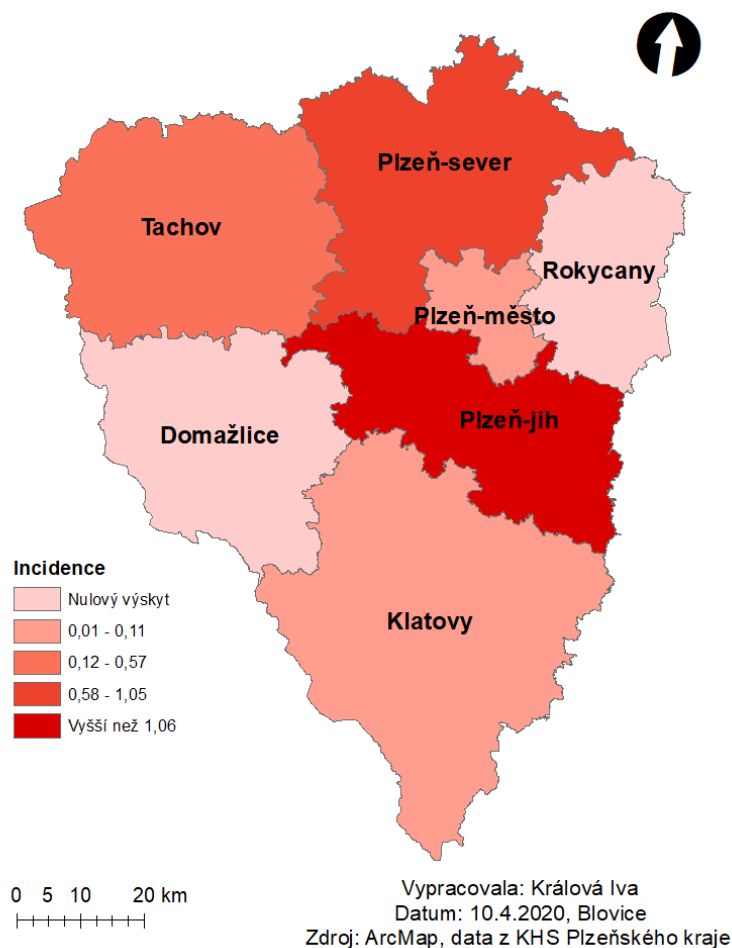 Plzeň-sever
Tachov
Rokycany
Plzeň-město
Plzeň-jih
Domažlice
Klatovy
Incidence
Nulový výskyt
0,01 - 0,11
0,12 - 0,57
0,58 - 1,05
Vyšší než 1,06
0 5 10 20 km
Vypracovala: Králová Iva
Datum: 10.4.2020, Blovice
Zdroj: ArcMap, data z KHS Plzeňského kraje